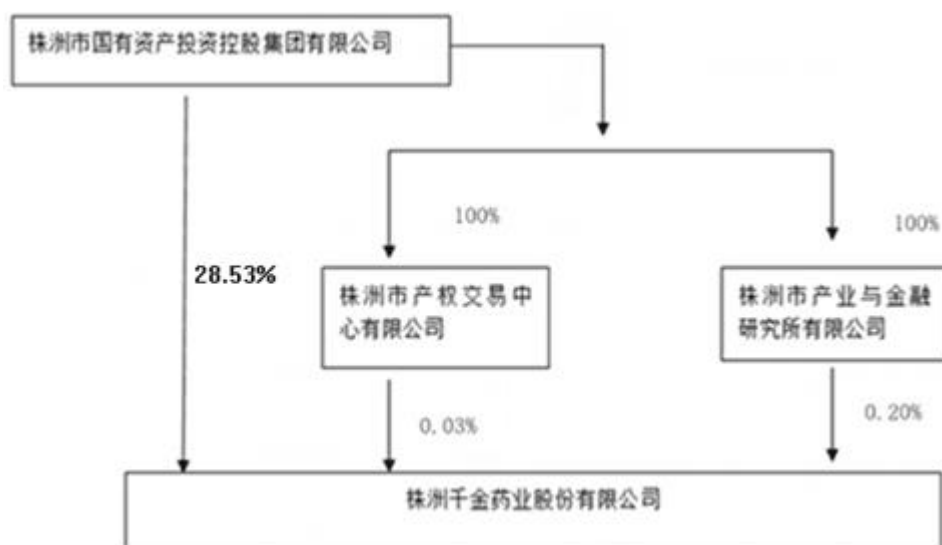 株洲市国有资产投资控股集团有限公司
100%
100%
28.53%
株洲市产权交易中
心有限公司
株洲市产业与金融
研究所有限公司
0.03%
0.20%
株洲千金药业股份有限公司